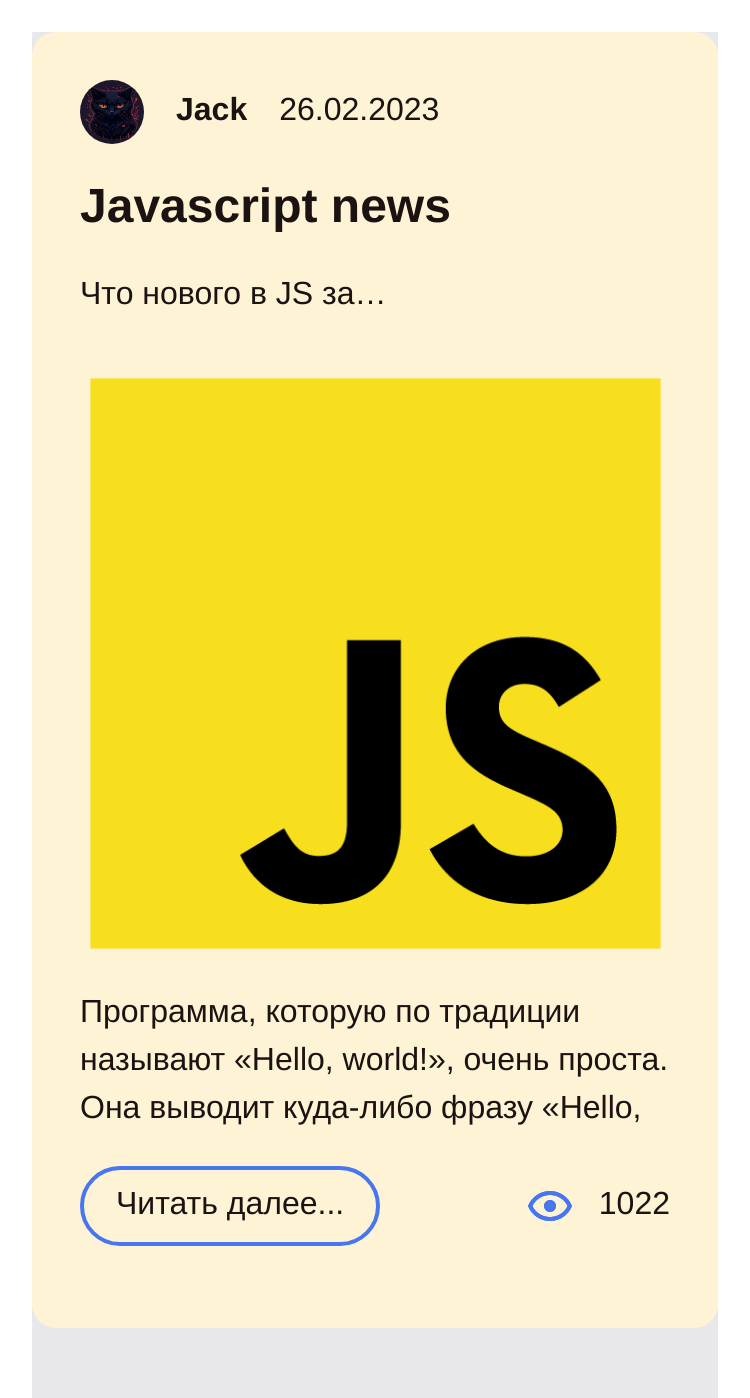 Jack 26.02.2023
Javascript news
Что нового в JS за…
JS
Программа, которую по традиции
называют «Hello, world!», очень проста.
Она выводит куда-либо фразу «Hello,
Читать далее...
1022